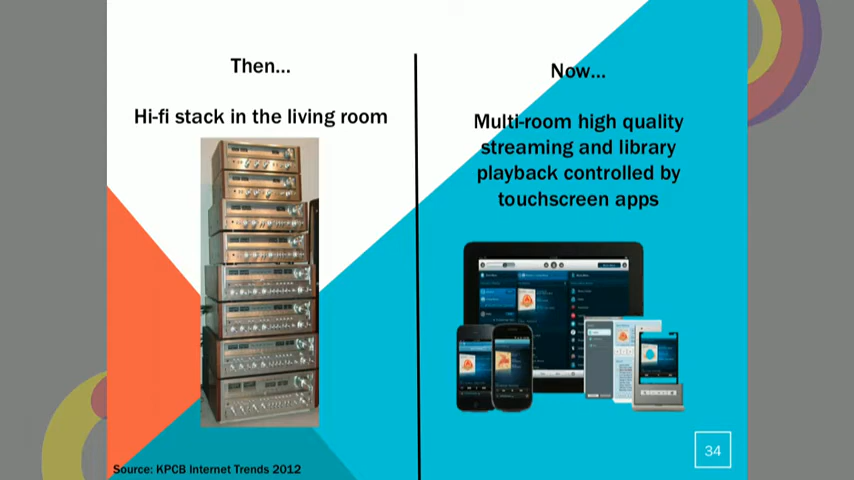 Then...
Hi-fi stack in the living room
Now...
Multi-room high quality
streaming and library
playback controlled by
touchscreen apps
34
Source: KPCB Internet Trends 2012